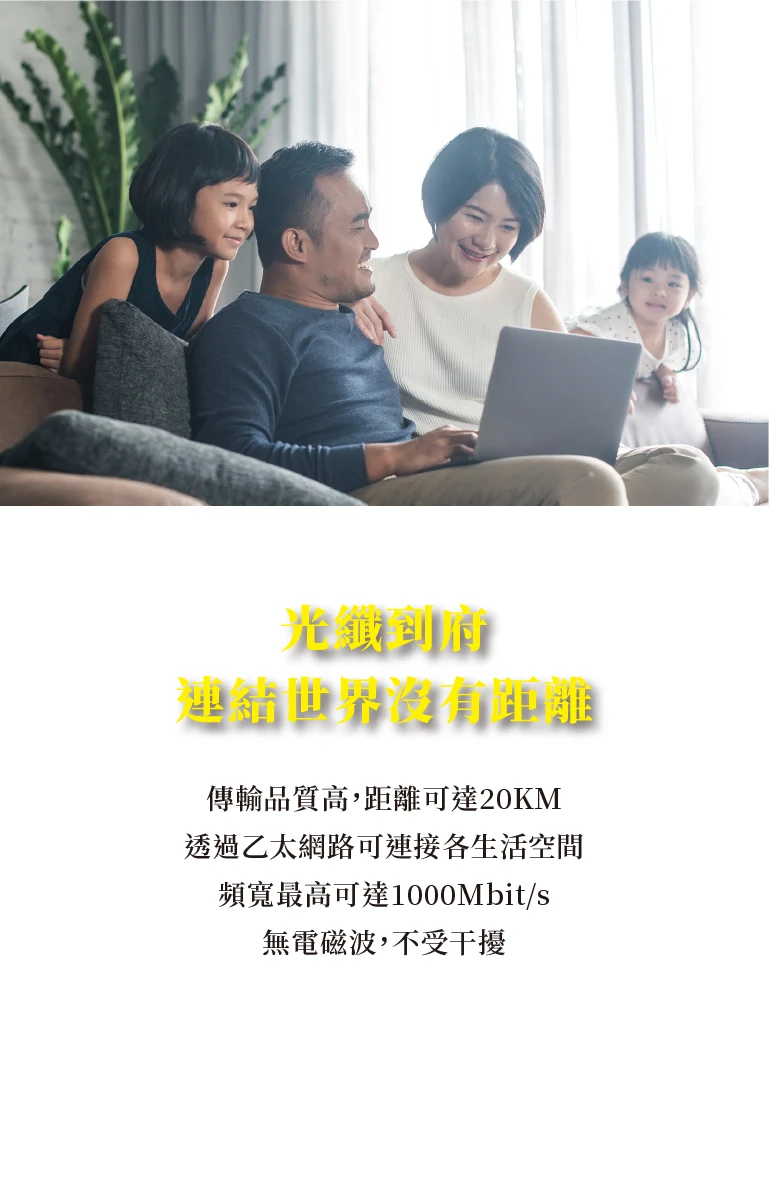 光纖到府
連結世界沒有距離
傳輸品質高，距離可達20KM
透過乙太網路可連接各生活空間
頻寬最高可達1000Mbit/s
無電磁波，不受干擾